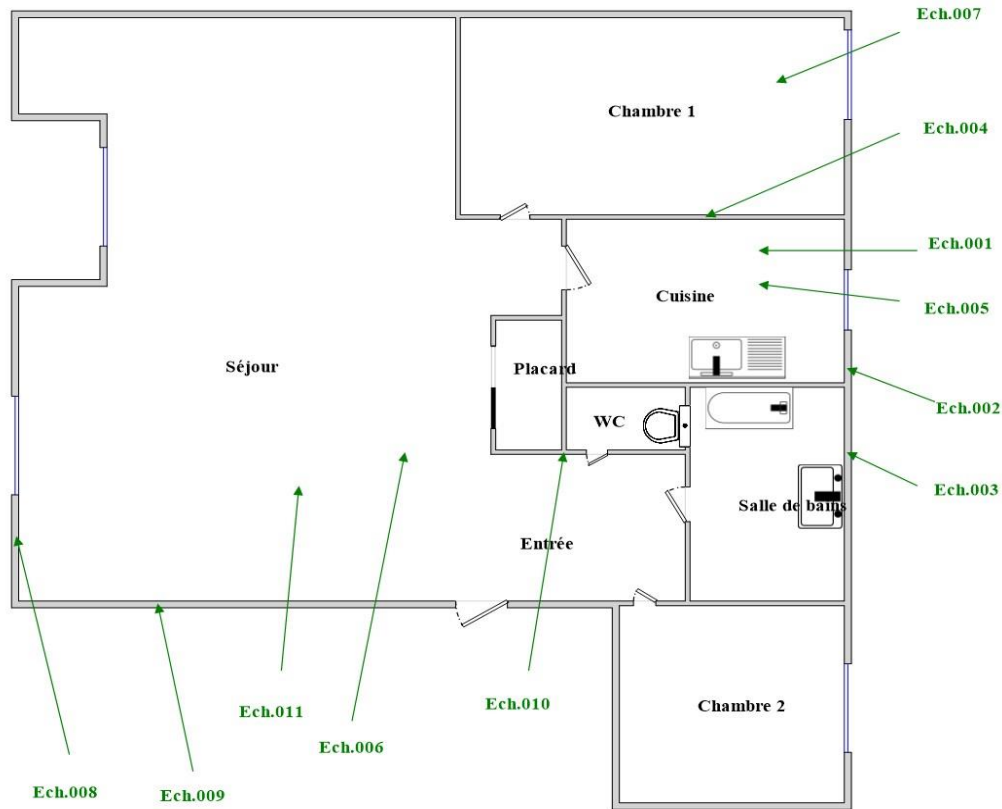 Ech.007
Chambre 1
Ech.004
Ech.001
Cuisine
Ech.005
Séjour
Placard
Ech.002
WC
Ech.003
Salle de bains
Entrée
Ech.011
Ech.010
Chambre 2
Ech.006
Ech.008
Ech.009